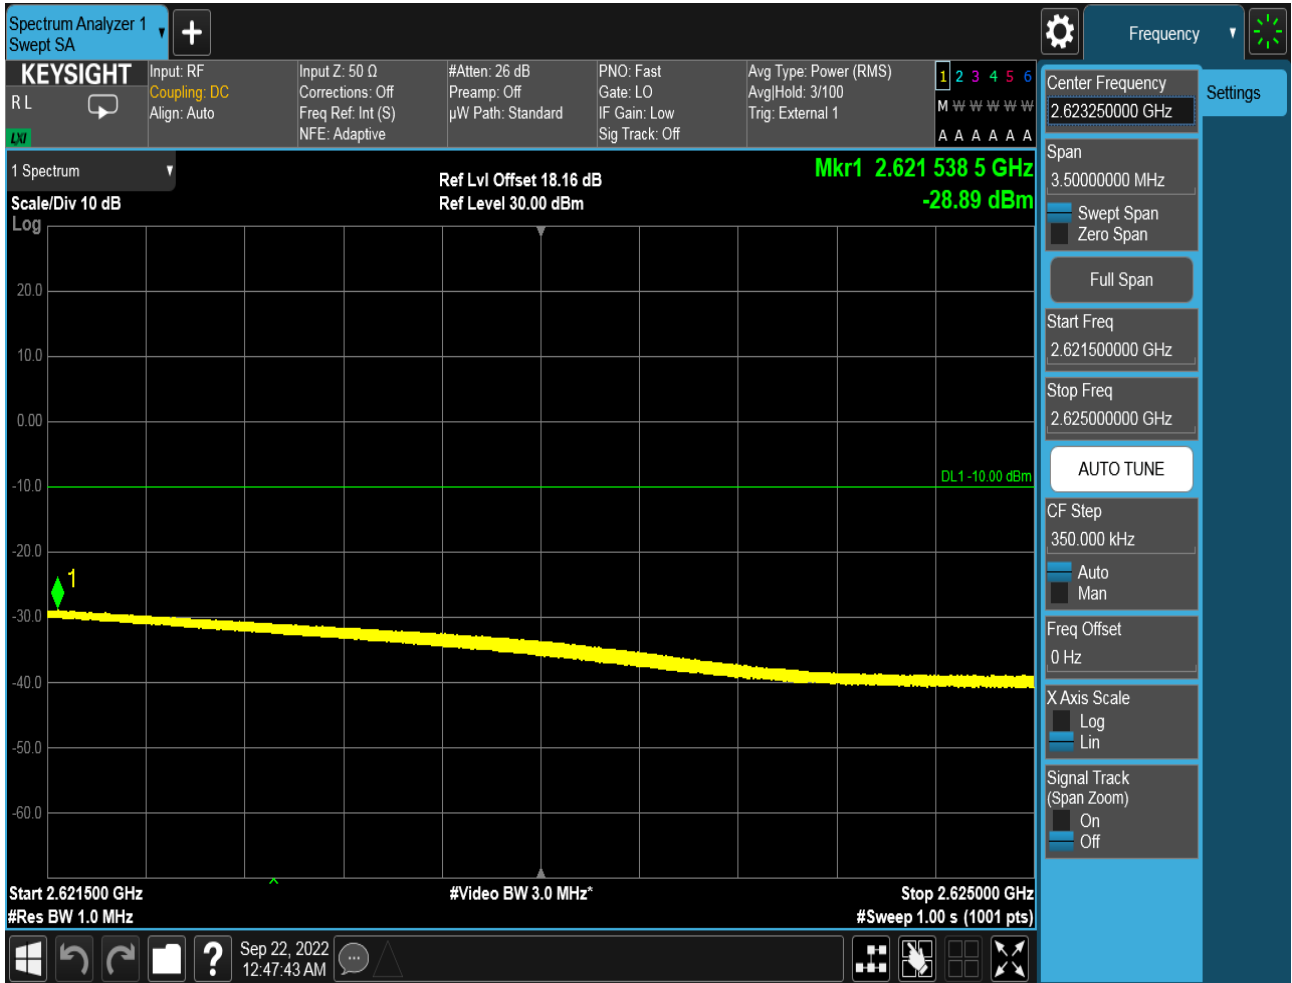 Spectrum Analyzer 1
Swept SA
Frequency
KEYSIGHT
R L
LXI
Input: RF
Coupling: DC
Align: Auto
Input Z: 50 Ω
Corrections: Off
Freq Ref: Int (S)
NFE: Adaptive
#Atten: 26 dB
Preamp: Off
µW Path: Standard
PNO: Fast
Gate: LO
IF Gain: Low
Sig Track: Off
Avg Type: Power (RMS)
Avg|Hold: 3/100
Trig: External 1
1 2 3 4 5 6
M W W W W W
A A A A A A
1 Spectrum
Scale/Div 10 dB
Log
Ref Lvl Offset 18.16 dB
Ref Level 30.00 dBm
Mkr1 2.621 538 5 GHz
-28.89 dBm
20.0
10.0
0.00
-10.0
-20.0
-30.0
-40.0
-50.0
-60.0
DL1 -10.00 dBm
1
Start 2.621500 GHz
#Res BW 1.0 MHz
#Video BW 3.0 MHz*
Stop 2.625000 GHz
#Sweep 1.00 s (1001 pts)
Center Frequency
2.623250000 GHz
Settings
Span
3.50000000 MHz
Swept Span
Zero Span
Full Span
Start Freq
2.621500000 GHz
Stop Freq
2.625000000 GHz
AUTO TUNE
CF Step
350.000 kHz
Auto
Man
Freq Offset
0 Hz
X Axis Scale
Log
Lin
Signal Track
(Span Zoom)
On
Off
?
Sep 22, 2022
12:47:43 AM